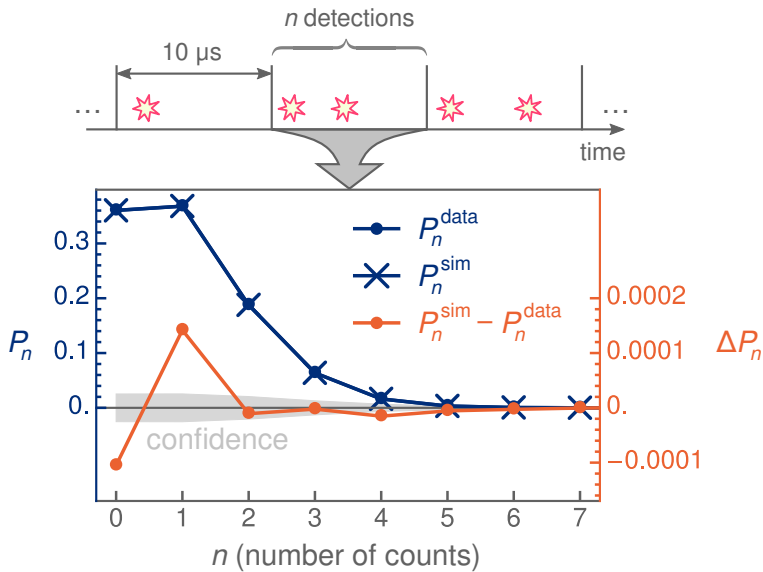 n detections
10 μs
... ...
time
P_n^data
P_n^sim
P_n^sim − P_n^data
0.3
0.2
0.1
0.
P_n
0.0002
0.0001
0.
−0.0001
ΔP_n
confidence
0 1 2 3 4 5 6 7
n (number of counts)